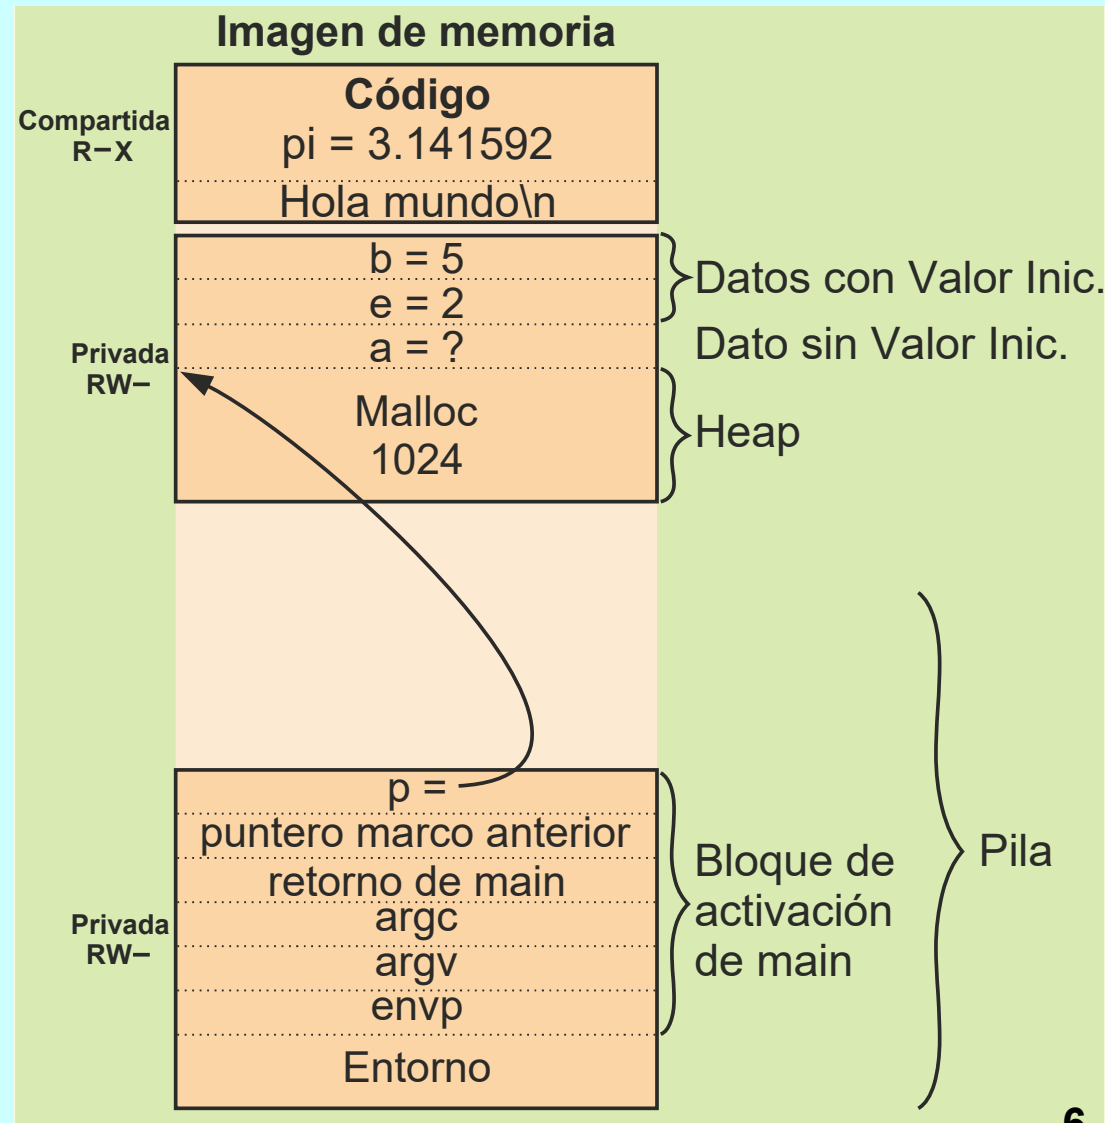 Imagen de memoria
Compartida
R–X
Código
pi = 3.141592
Hola mundo\n
Privada
RW–
b = 5
e = 2
a = ?
Malloc
1024
Datos con Valor Inic.
Dato sin Valor Inic.
Heap
Privada
RW–
p =
puntero marco anterior
retorno de main
argc
argv
envp
Entorno
Bloque de
activación
de main
Pila
6